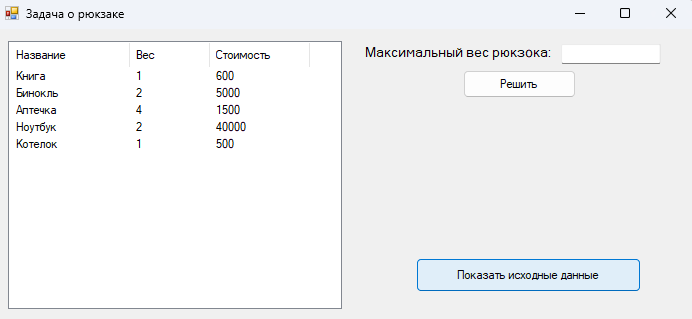 Задача о рюкзаке
Название Вес Стоимость
Книга 1 600
Бинокль 2 5000
Аптечка 4 1500
Ноутбук 2 40000
Котелок 1 500
Максимальный вес рюкзока:
Решить
Показать исходные данные